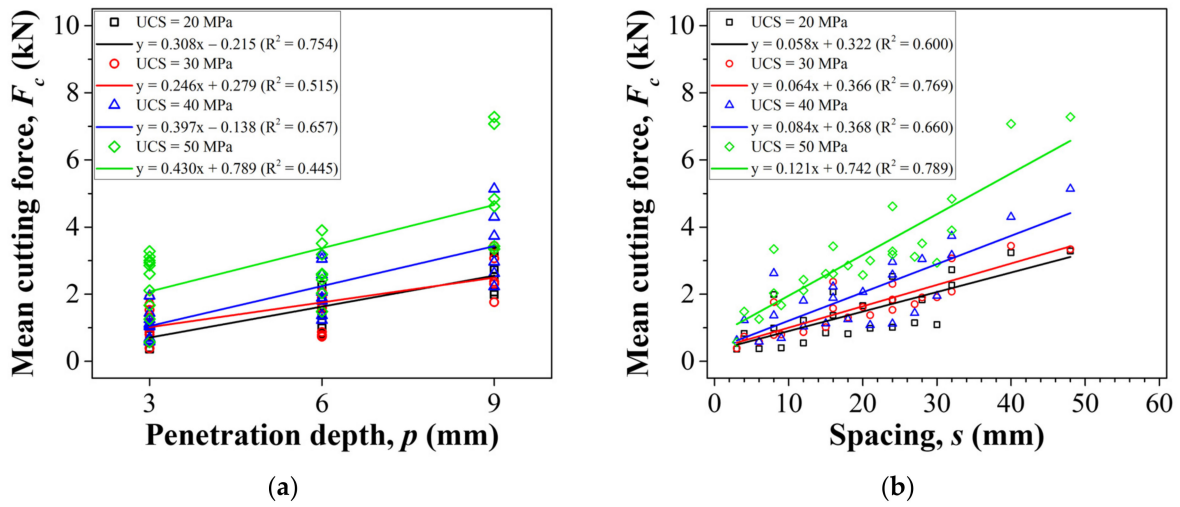 Mean cutting force, Fc (kN)
10
8
6
4
2
0
UCS = 20 MPa
y = 0.308x – 0.215 (R² = 0.754)
UCS = 30 MPa
y = 0.246x + 0.279 (R² = 0.515)
UCS = 40 MPa
y = 0.397x – 0.138 (R² = 0.657)
UCS = 50 MPa
y = 0.430x + 0.789 (R² = 0.445)
3 6 9
Penetration depth, p (mm)
(a)
Mean cutting force, Fc (kN)
10
8
6
4
2
0
UCS = 20 MPa
y = 0.058x + 0.322 (R² = 0.600)
UCS = 30 MPa
y = 0.064x + 0.366 (R² = 0.769)
UCS = 40 MPa
y = 0.084x + 0.368 (R² = 0.660)
UCS = 50 MPa
y = 0.121x + 0.742 (R² = 0.789)
0 10 20 30 40 50 60
Spacing, s (mm)
(b)